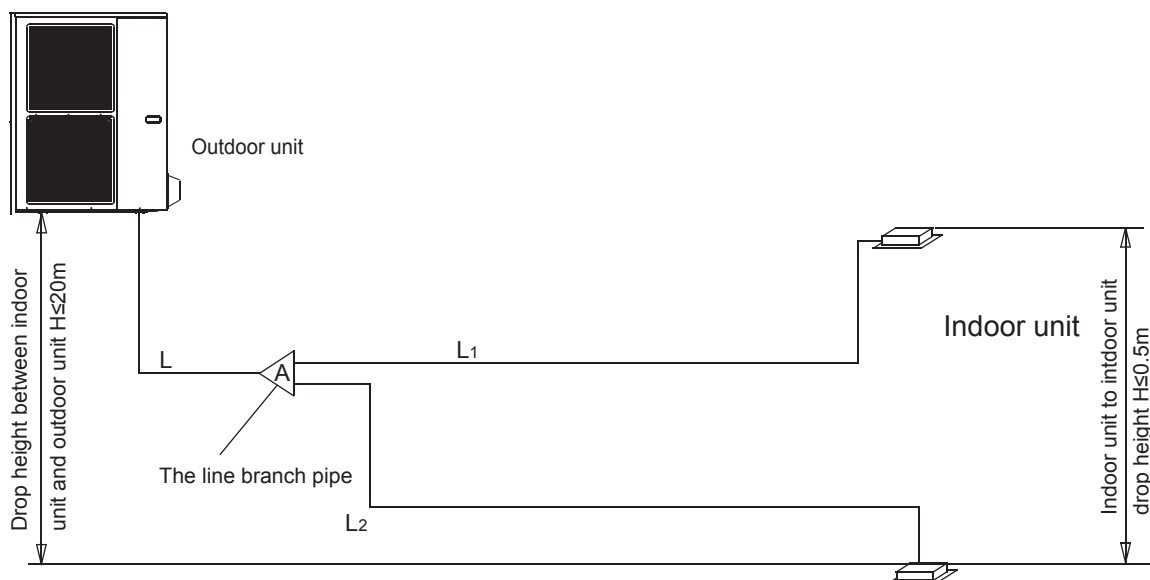 Outdoor unit
Drop height between indoor
unit and outdoor unit H≤20m
L
A
L1
Indoor unit
Indoor unit to intdoor unit
drop height H≤0.5m
The line branch pipe
L2